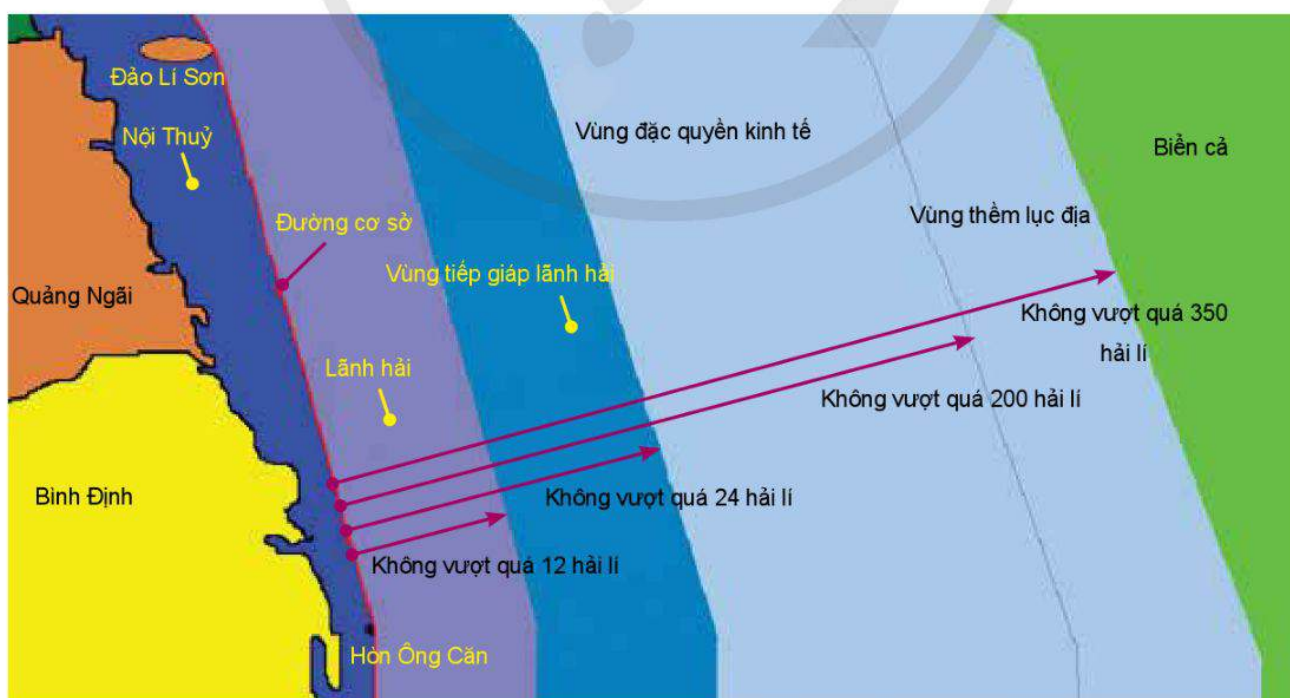 Đảo Lí Sơn
Nội Thuỷ
Vùng đặc quyền kinh tế
Biển cả
Đường cơ sở
Vùng thềm lục địa
Vùng tiếp giáp lãnh hải
Quảng Ngãi
Không vượt quá 350
hải lí
Lãnh hải
Không vượt quá 200 hải lí
Bình Định
Không vượt quá 24 hải lí
Không vượt quá 12 hải lí
Hòn Ông Căn